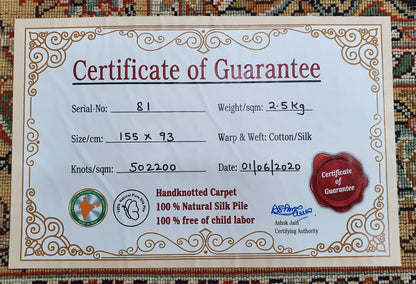 Certificate of Guarantee
Serial-No: 81 Weight/sqm: 2.5kg
Size/cm: 155 x 93 Warp & Weft: Cotton/Silk
Knots/sqm: 502200 Date: 01/06/2020
Handknotted Carpet
100 % Natural Silk Pile
100 % free of child labor
Certificate
of
Guarantee
Ashok Jain
Certifying Authority